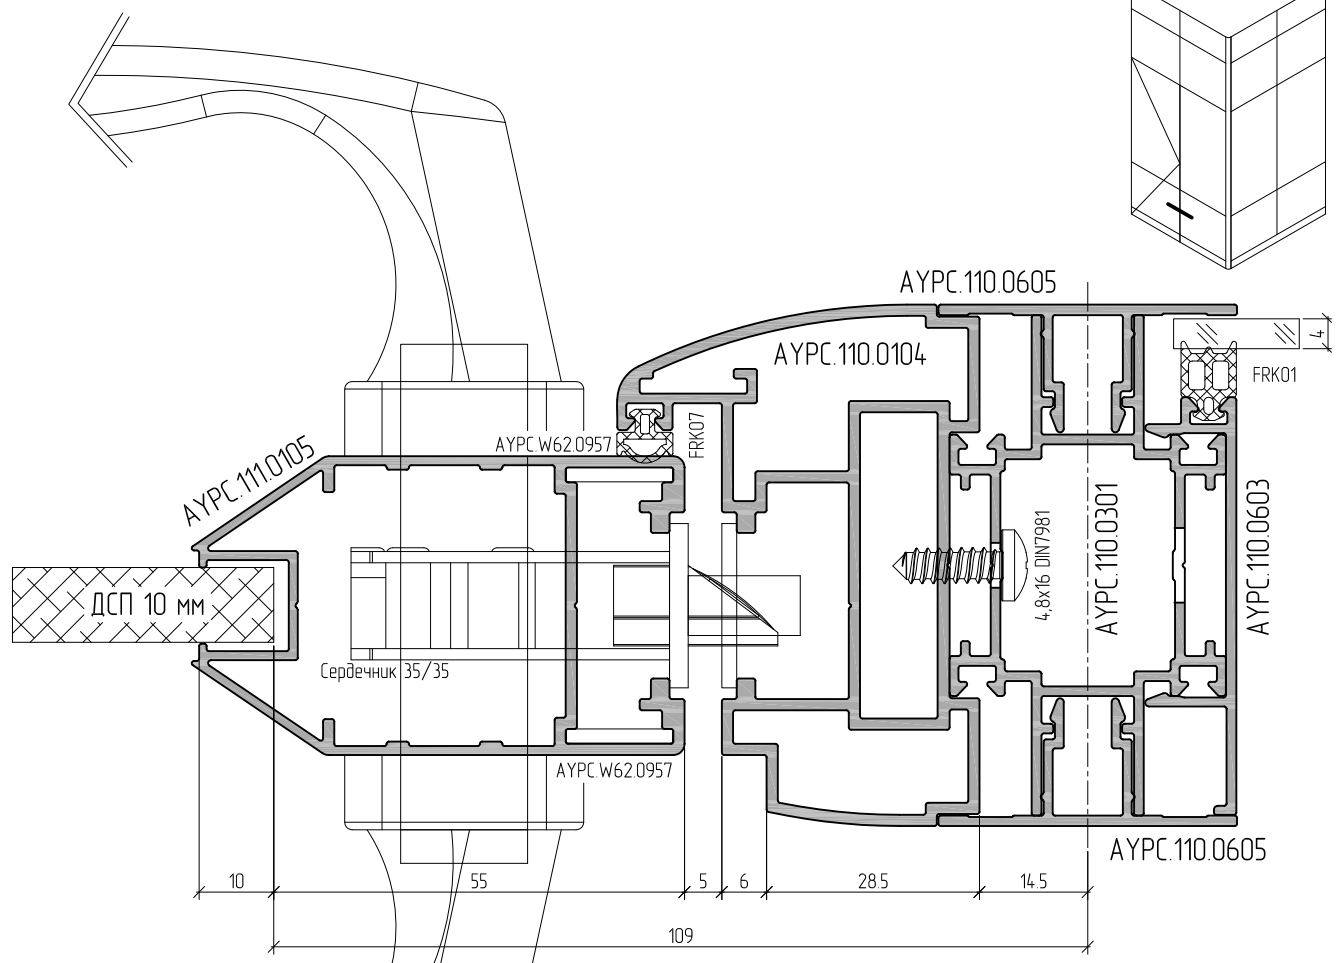 AYPC.110.0605
AYPC.110.0104
4
FRK01
FRK07
AYPC.W62.0957
AYPC.111.0105
AYPC.110.0301
AYPC.110.0603
4,8x16 DIN7981
ДСП 10 мм
Сердечник 35/35
AYPC.W62.0957
AYPC.110.0605
10
55
5
6
28.5
14.5
109